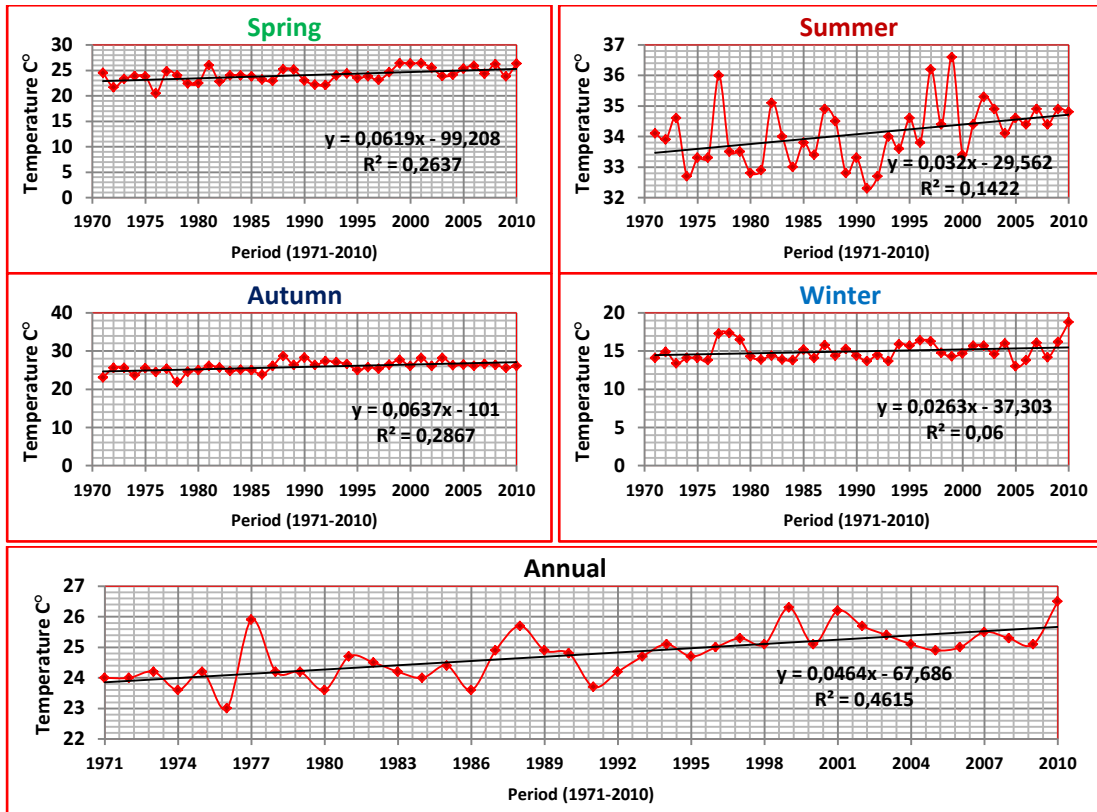 Spring
Temperature C°
30
25
20
15
10
5
0
y = 0,0619x - 99,208
R² = 0,2637
1970 1975 1980 1985 1990 1995 2000 2005 2010
Period (1971-2010)
Summer
Temperature C°
37
36
35
34
33
32
y = 0,032x - 29,562
R² = 0,1422
1970 1975 1980 1985 1990 1995 2000 2005 2010
Period (1971-2010)
Autumn
Temperature C°
40
30
20
10
0
y = 0,0637x - 101
R² = 0,2867
1970 1975 1980 1985 1990 1995 2000 2005 2010
Period (1971-2010)
Winter
Temperature C°
20
15
10
5
0
y = 0,0263x - 37,303
R² = 0,06
1970 1975 1980 1985 1990 1995 2000 2005 2010
Period (1971-2010)
Annual
Temperature C°
27
26
25
24
23
22
y = 0,0464x - 67,686
R² = 0,4615
1971 1974 1977 1980 1983 1986 1989 1992 1995 1998 2001 2004 2007 2010
Period (1971-2010)